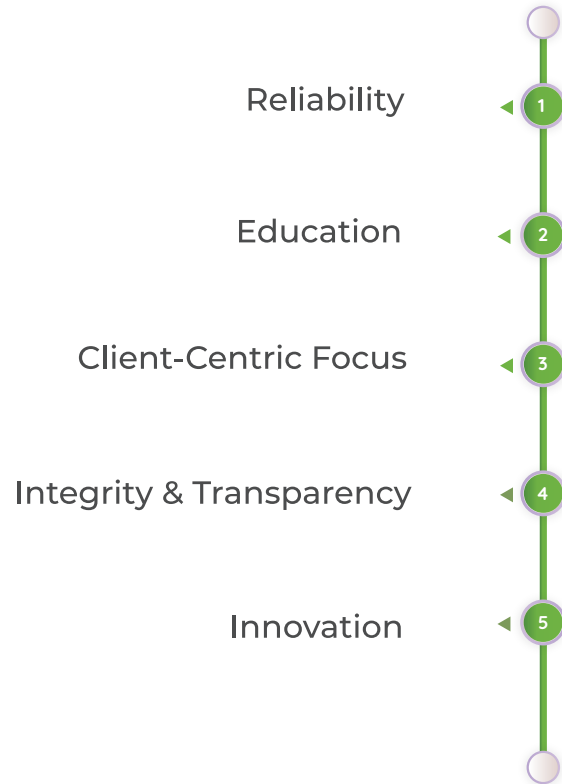 Reliability 1
Education 2
Client-Centric Focus 3
Integrity & Transparency 4
Innovation 5